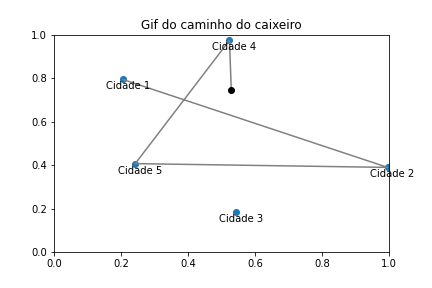 Gif do caminho do caixeiro
1.0
Cidade 4
0.8
Cidade 1
0.6
0.4
Cidade 5
Cidade 2
0.2
Cidade 3
0.0
0.0 0.2 0.4 0.6 0.8 1.0